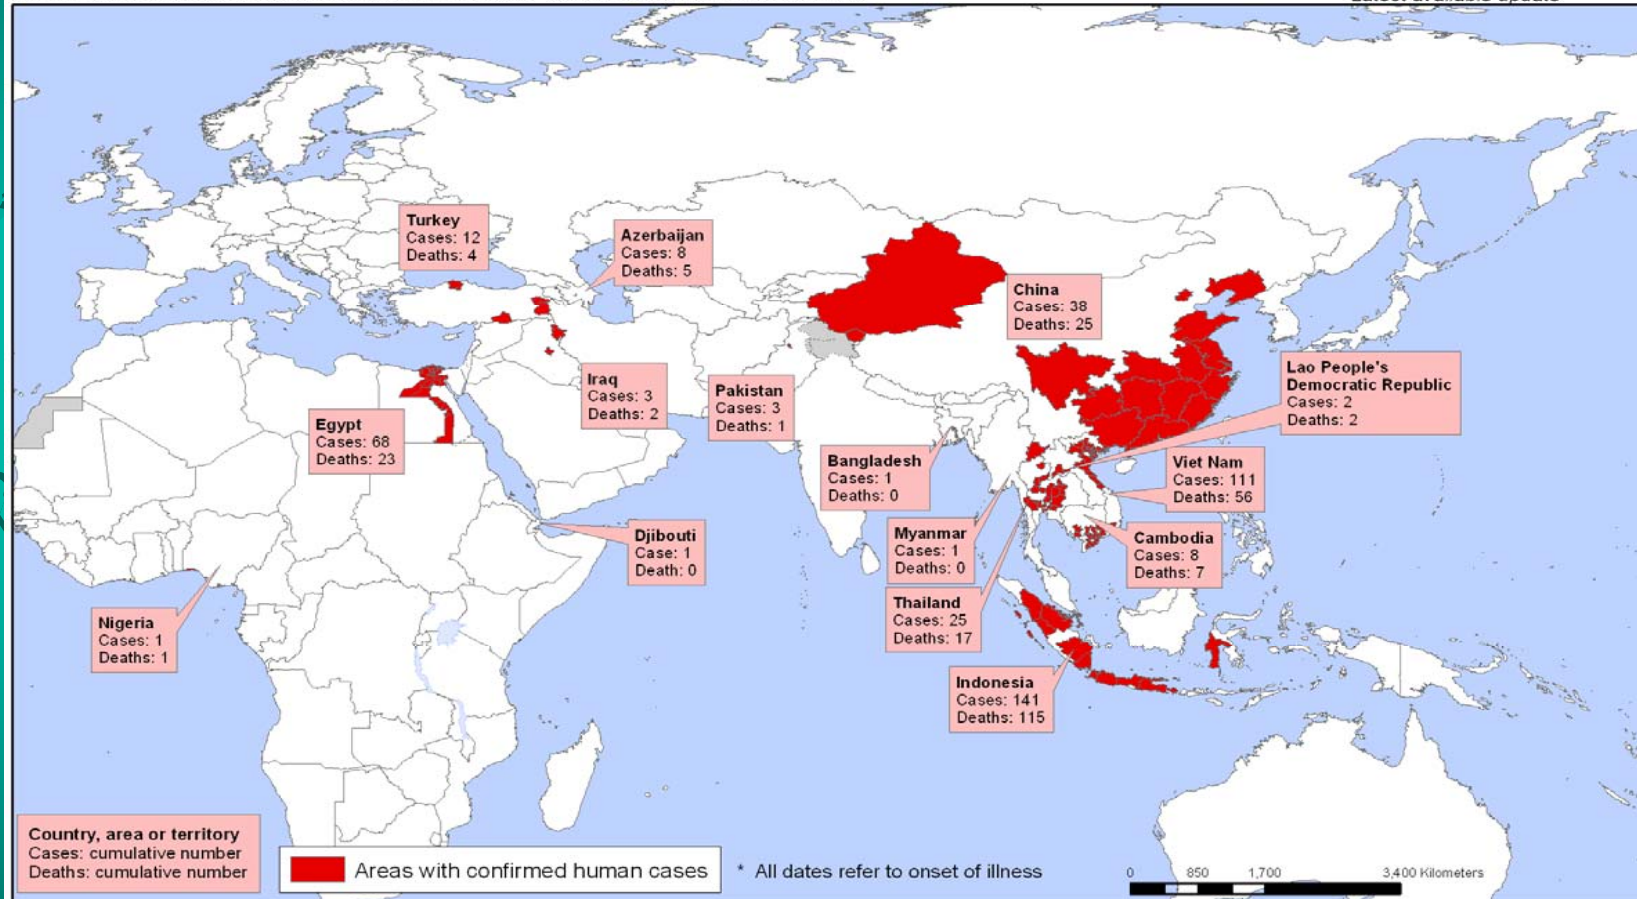 Latest available update
Turkey
Cases: 12
Deaths: 4
Azerbaijan
Cases: 8
Deaths: 5
China
Cases: 38
Deaths: 25
Lao People's
Democratic Republic
Cases: 2
Deaths: 2
Iraq
Cases: 3
Deaths: 2
Pakistan
Cases: 3
Deaths: 1
Egypt
Cases: 68
Deaths: 23
Bangladesh
Cases: 1
Deaths: 0
Viet Nam
Cases: 111
Deaths: 56
Djibouti
Case: 1
Death: 0
Myanmar
Cases: 1
Deaths: 0
Cambodia
Cases: 8
Deaths: 7
Nigeria
Cases: 1
Deaths: 1
Thailand
Cases: 25
Deaths: 17
Indonesia
Cases: 141
Deaths: 115
Country, area or territory
Cases: cumulative number
Deaths: cumulative number
Areas with confirmed human cases
* All dates refer to onset of illness
0 850 1,700 3,400 Kilometers